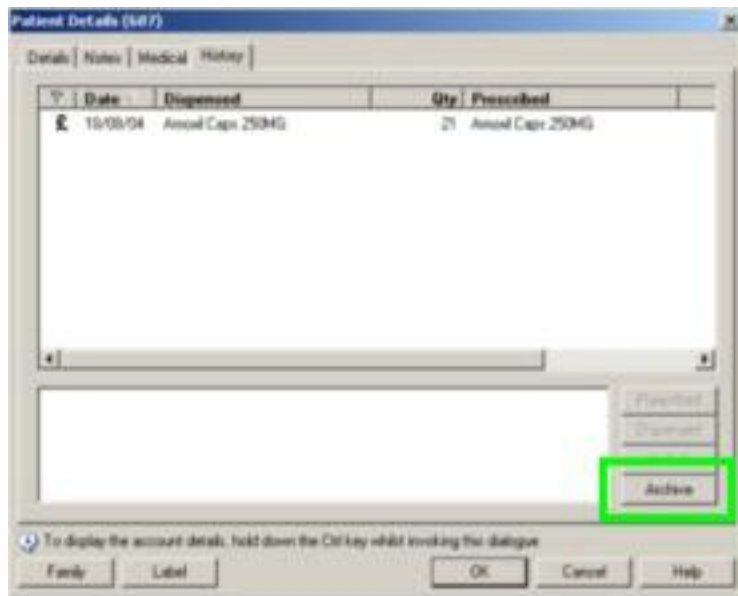 Patient Details (607)
Details Notes Medical History
Date Dispensed Qty Prescribed
£ 18/08/04 Amoxil Caps 250MG 21 Amoxil Caps 250MG
Prescribed
Dispensed
Archive
To display the account details, hold down the Ctrl key whilst invoking this dialogue
Family Label OK Cancel Help